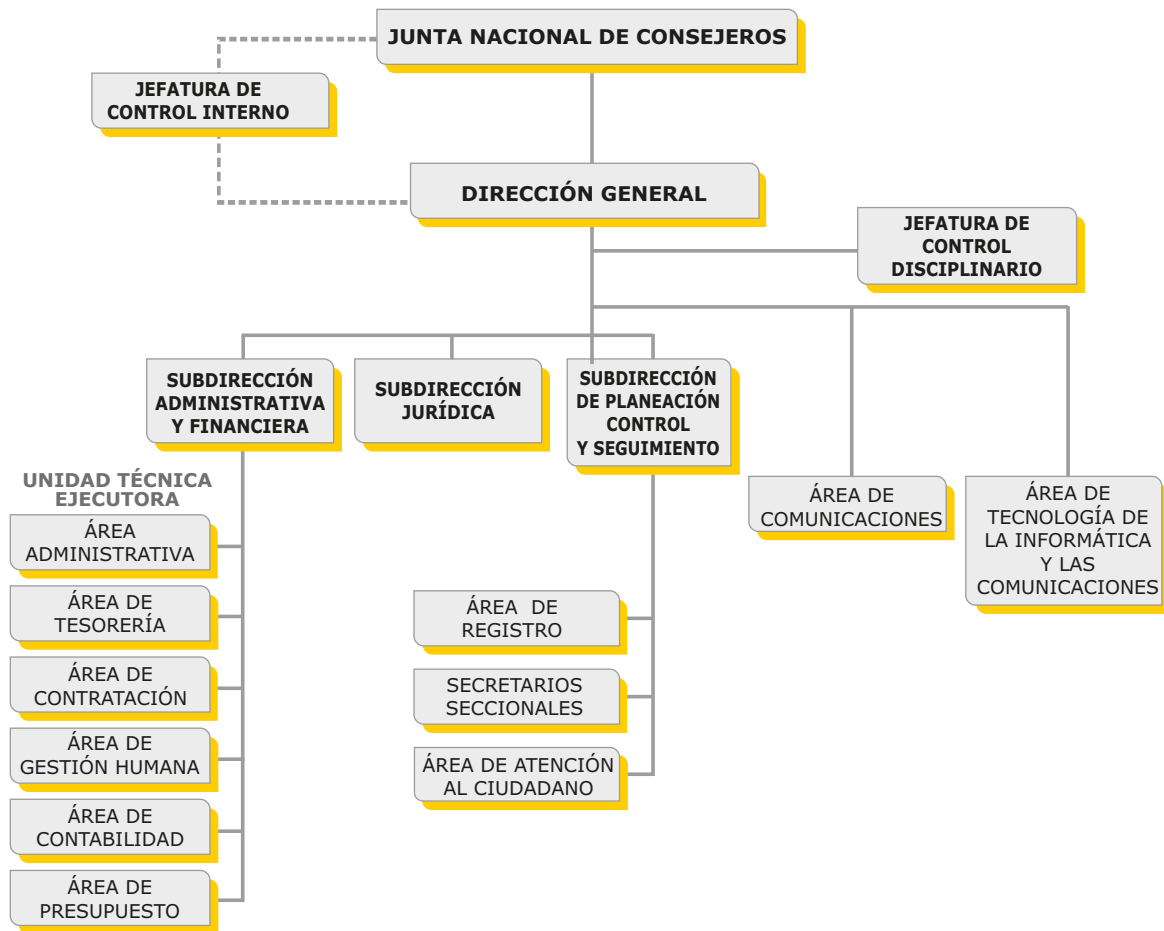 JUNTA NACIONAL DE CONSEJEROS
JEFATURA DE
CONTROL INTERNO
DIRECCIÓN GENERAL
JEFATURA DE
CONTROL
DISCIPLINARIO
SUBDIRECCIÓN
ADMINISTRATIVA
Y FINANCIERA
SUBDIRECCIÓN
JURÍDICA
SUBDIRECCIÓN
DE PLANEACIÓN
CONTROL
Y SEGUIMIENTO
UNIDAD TÉCNICA
EJECUTORA
ÁREA
ADMINISTRATIVA
ÁREA DE
TESORERÍA
ÁREA DE
CONTRATACIÓN
ÁREA DE
GESTIÓN HUMANA
ÁREA DE
CONTABILIDAD
ÁREA DE
PRESUPUESTO
ÁREA DE
REGISTRO
SECRETARIOS
SECCIONALES
ÁREA DE ATENCIÓN
AL CIUDADANO
ÁREA DE
COMUNICACIONES
ÁREA DE
TECNOLOGÍA DE
LA INFORMÁTICA
Y LAS
COMUNICACIONES